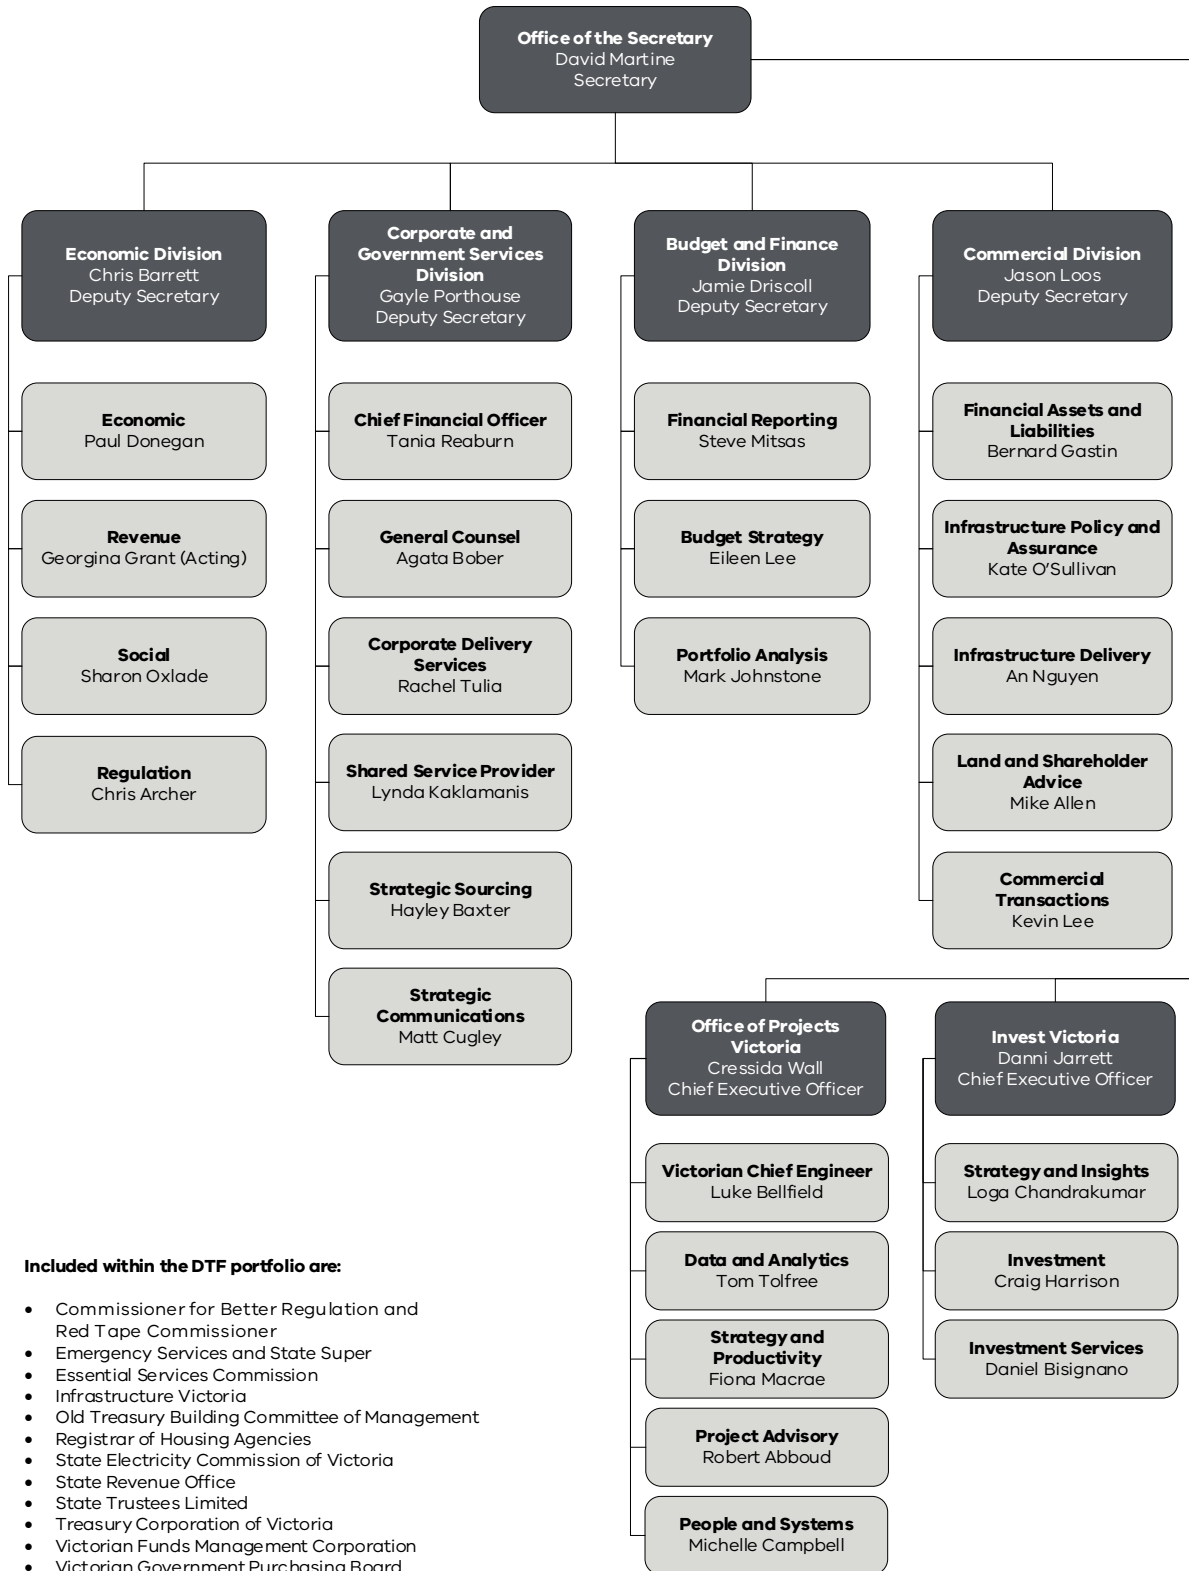 Office of the Secretary
David Martine
Secretary
Economic Division
Chris Barrett
Deputy Secretary
Economic
Paul Donegan
Revenue
Georgina Grant (Acting)
Social
Sharon Oxlade
Regulation
Chris Archer
Corporate and
Government Services
Division
Gayle Porthouse
Deputy Secretary
Chief Financial Officer
Tania Reaburn
General Counsel
Agata Bober
Corporate Delivery
Services
Rachel Tulia
Shared Service Provider
Lynda Kaklamanis
Strategic Sourcing
Hayley Baxter
Strategic
Communications
Matt Cugley
Budget and Finance
Division
Jamie Driscoll
Deputy Secretary
Financial Reporting
Steve Mitsas
Budget Strategy
Eileen Lee
Portfolio Analysis
Mark Johnstone
Commercial Division
Jason Loos
Deputy Secretary
Financial Assets and
Liabilities
Bernard Gastin
Infrastructure Policy and
Assurance
Kate O’Sullivan
Infrastructure Delivery
An Nguyen
Land and Shareholder
Advice
Mike Allen
Commercial
Transactions
Kevin Lee
Office of Projects
Victoria
Cressida Wall
Chief Executive Officer
Victorian Chief Engineer
Luke Bellfield
Data and Analytics
Tom Tolfree
Strategy and
Productivity
Fiona Macrae
Project Advisory
Robert Abboud
People and Systems
Michelle Campbell
Invest Victoria
Danni Jarrett
Chief Executive Officer
Strategy and Insights
Loga Chandrakumar
Investment
Craig Harrison
Investment Services
Daniel Bisignano
Included within the DTF portfolio are:
• Commissioner for Better Regulation and
Red Tape Commissioner
• Emergency Services and State Super
• Essential Services Commission
• Infrastructure Victoria
• Old Treasury Building Committee of Management
• Registrar of Housing Agencies
• State Electricity Commission of Victoria
• State Revenue Office
• State Trustees Limited
• Treasury Corporation of Victoria
• Victorian Funds Management Corporation
• Victorian Government Purchasing Board